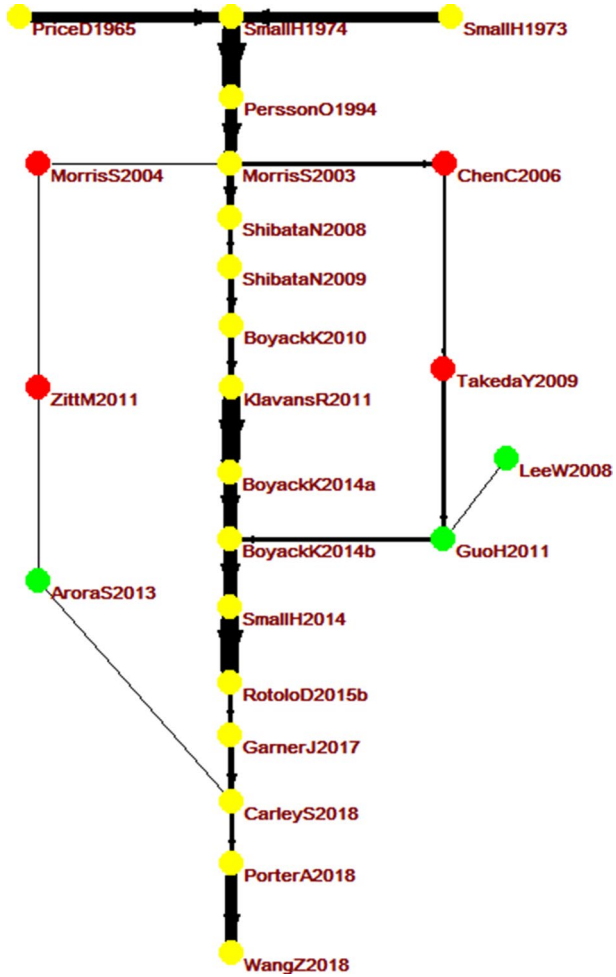 PriceD1965
SmallH1974
SmallH1973
PerssonO1994
MorrisS2004
MorrisS2003
ChenC2006
ShibataN2008
ShibataN2009
BoyackK2010
TakedaY2009
ZittM2011
KlavansR2011
BoyackK2014a
LeeW2008
BoyackK2014b
GuoH2011
AroraS2013
SmallH2014
RotoloD2015b
GarnerJ2017
CarleyS2018
PorterA2018
WangZ2018